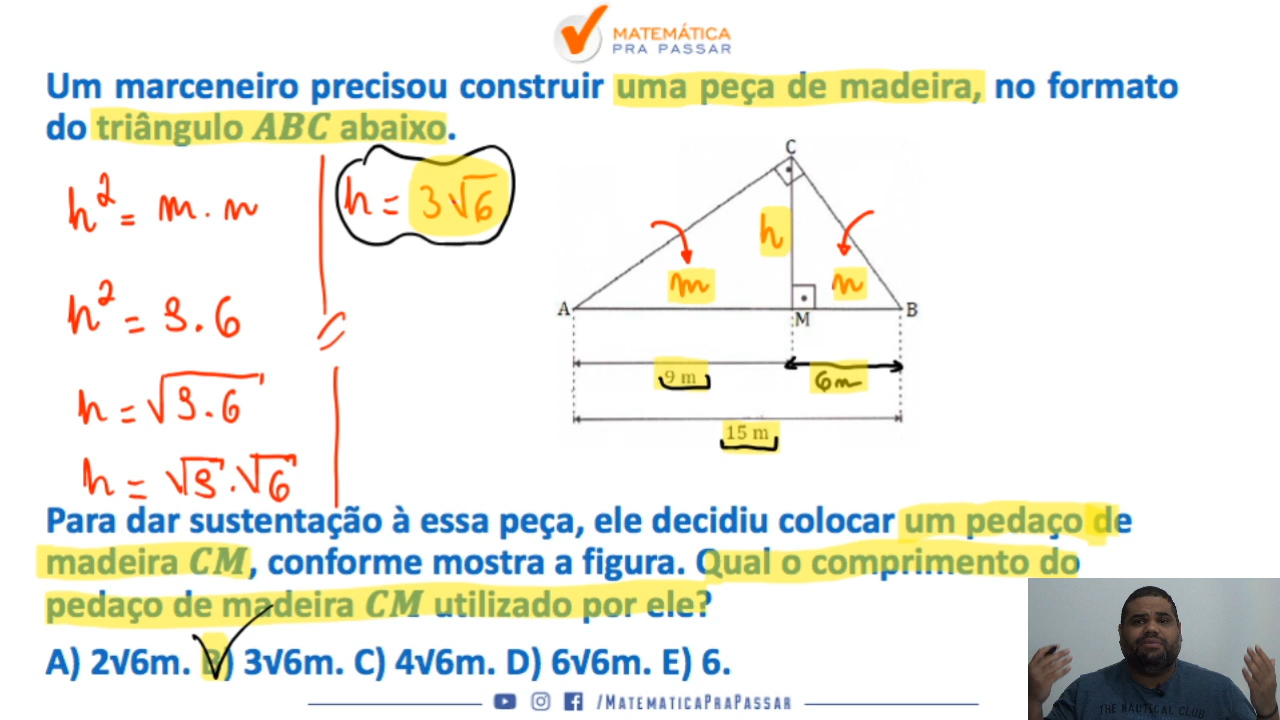 MATEMÁTICA
PRA PASSAR
Um marceneiro precisou construir uma peça de madeira, no formato
do triângulo ABC abaixo.
h² = m . n
h² = 9.6
h = √9.6
h = √9.√6
h = 3√6
C
h
m
n
A
M
B
9 m
6m
15 m
Para dar sustentação à essa peça, ele decidiu colocar um pedaço de
madeira CM, conforme mostra a figura. Qual o comprimento do
pedaço de madeira CM utilizado por ele?
A) 2√6m. B) 3√6m. C) 4√6m. D) 6√6m. E) 6.
/MatematicaPraPassar
THE NAUTICAL CLUB